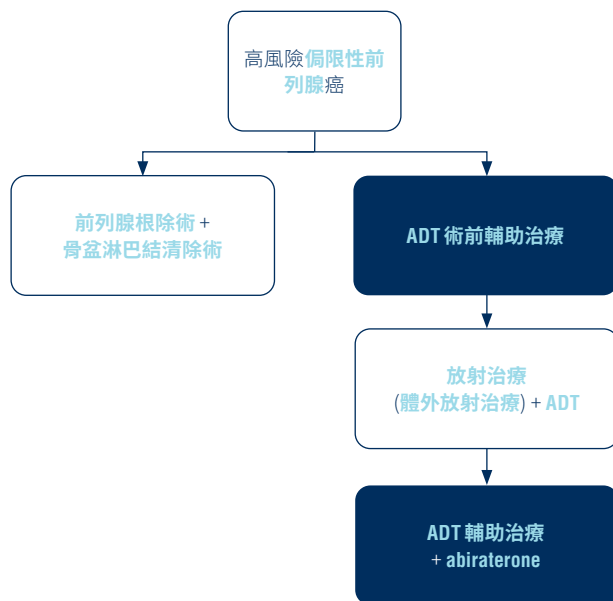 高風險侷限性前
列腺癌
前列腺根除術 +
骨盆淋巴結清除術
ADT 術前輔助治療
放射治療
(體外放射治療) + ADT
ADT 輔助治療
+ abiraterone